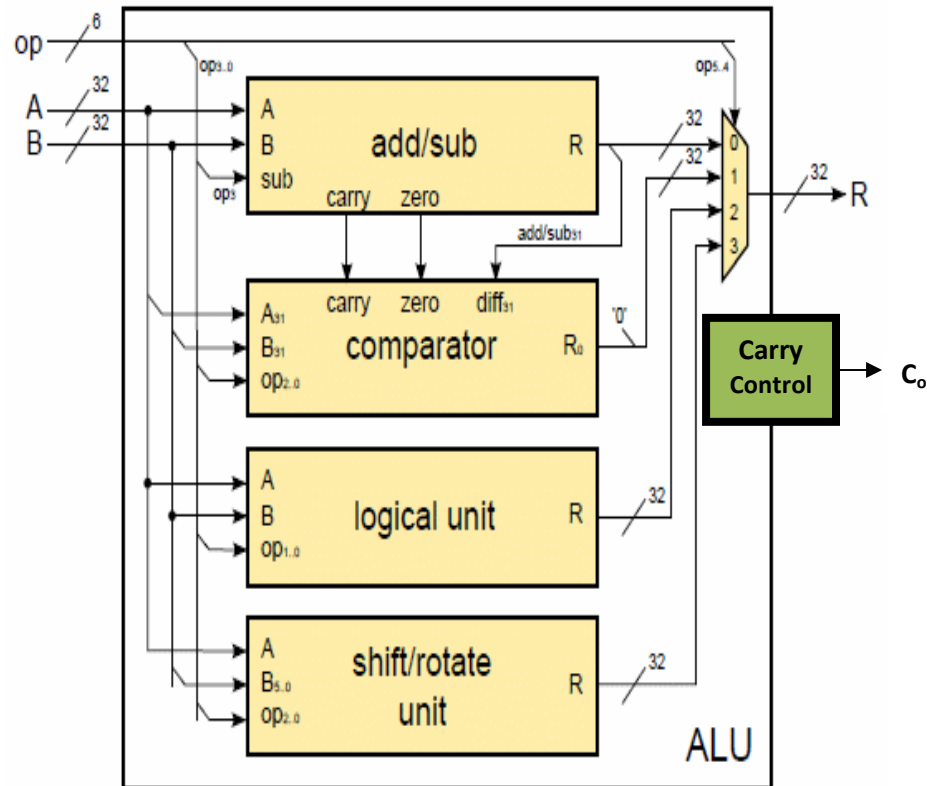 op
6
op₃..₀
op₅..₄
A
32
B
32
A
B
sub
op₃
add/sub
R
carry
zero
32
32
0
1
2
3
32
R
add/sub₃₁
carry
zero
diff₃₁
A₃₁
B₃₁
op₂..₀
comparator
R₀
'0'
Carry
Control
Cₒ
A
B
op₁..₀
logical unit
R
32
A
B₅..₀
op₂..₀
shift/rotate
unit
R
32
ALU